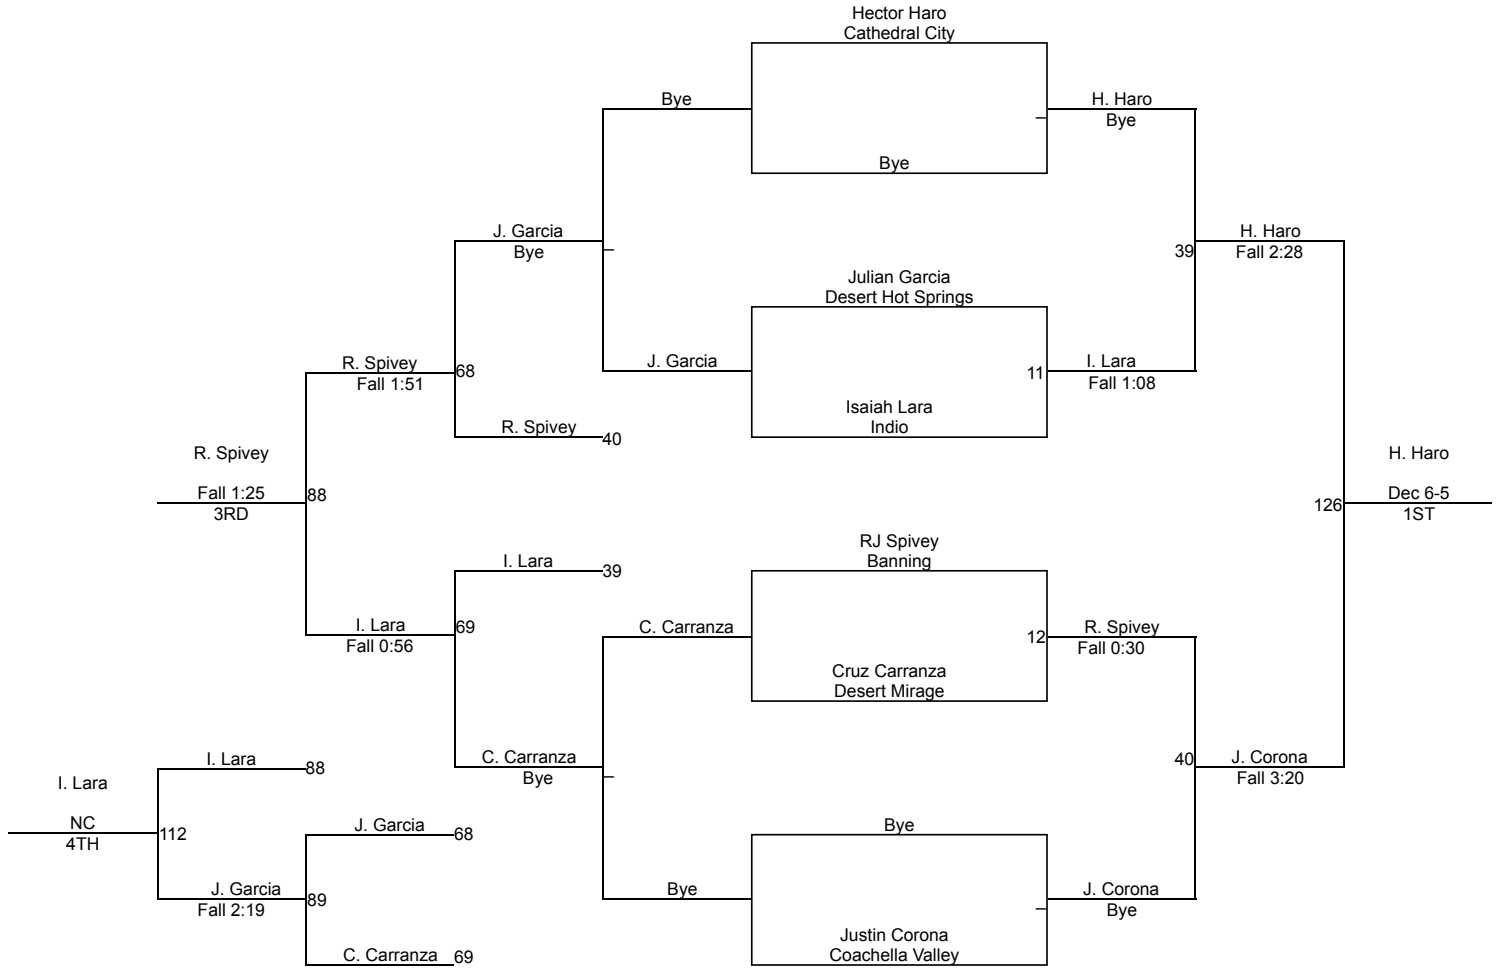 Hector Haro
Cathedral City
Bye
H. Haro
Bye
Bye
J. Garcia
Bye
39
H. Haro
Fall 2:28
Julian Garcia
Desert Hot Springs
R. Spivey
Fall 1:51
68
J. Garcia
11
I. Lara
Fall 1:08
Isaiah Lara
Indio
R. Spivey
40
R. Spivey
Fall 1:25
3RD
88
126
H. Haro
Dec 6-5
1ST
RJ Spivey
Banning
I. Lara
39
I. Lara
Fall 0:56
69
C. Carranza
12
R. Spivey
Fall 0:30
Cruz Carranza
Desert Mirage
C. Carranza
Bye
40
J. Corona
Fall 3:20
I. Lara
88
I. Lara
NC
4TH
112
J. Garcia
68
Bye
J. Garcia
Fall 2:19
89
Bye
J. Corona
Bye
C. Carranza
69
Justin Corona
Coachella Valley